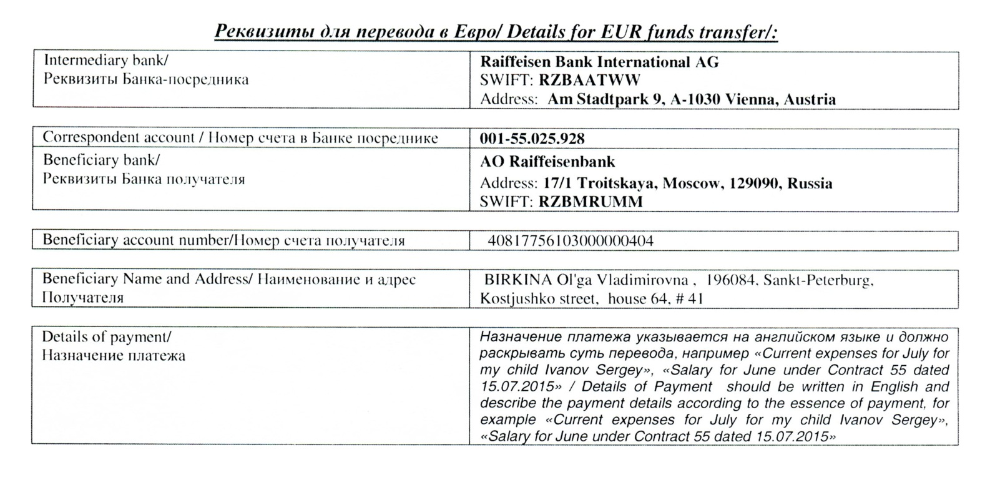 Реквизиты для перевода в Евро/ Details for EUR funds transfer/:
Intermediary bank/
Реквизиты Банка-посредника
Raiffeisen Bank International AG
SWIFT: RZBAATWW
Address: Am Stadtpark 9, A-1030 Vienna, Austria
Correspondent account / Номер счета в Банке посреднике
001-55.025.928
Beneficiary bank/
Реквизиты Банка получателя
AO Raiffeisenbank
Address: 17/1 Troitskaya, Moscow, 129090, Russia
SWIFT: RZBMRUMM
Beneficiary account number/Номер счета получателя
40817756103000000404
Beneficiary Name and Address/ Наименование и адрес
Получателя
BIRKINA Ol'ga Vladimirovna , 196084, Sankt-Peterburg,
Kostjushko street, house 64, # 41
Details of payment/
Назначение платежа
Назначение платежа указывается на английском языке и должно
раскрывать суть перевода, например «Current expenses for July for
my child Ivanov Sergey», «Salary for June under Contract 55 dated
15.07.2015» / Details of Payment should be written in English and
describe the payment details according to the essence of payment, for
example «Current expenses for July for my child Ivanov Sergey»,
«Salary for June under Contract 55 dated 15.07.2015»